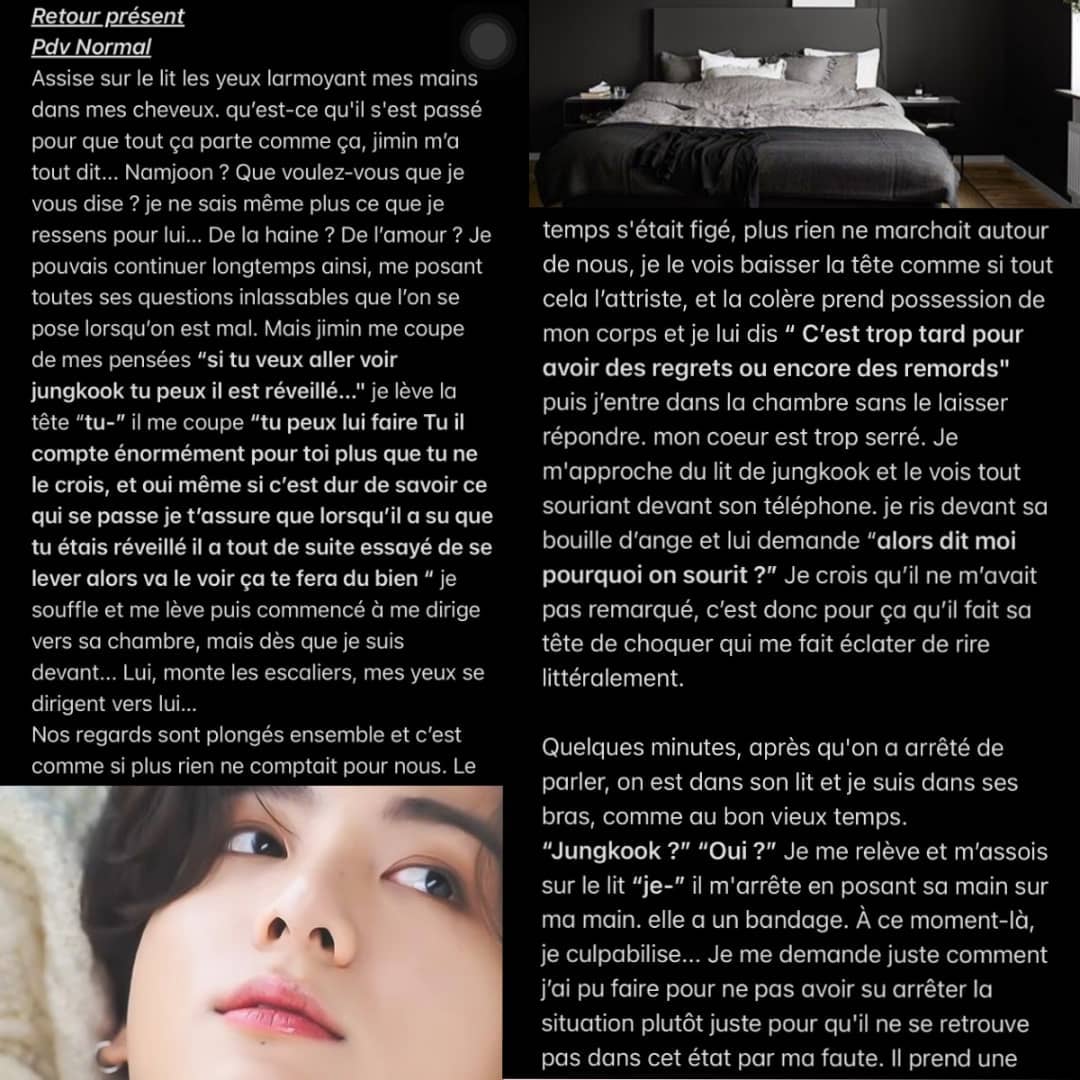 Retour présent
Pdv Normal
Assise sur le lit les yeux larmoyant mes mains
dans mes cheveux. qu’est-ce qu'il s'est passé
pour que tout ça parte comme ça, jimin m’a
tout dit... Namjoon ? Que voulez-vous que je
vous dise ? je ne sais même plus ce que je
ressens pour lui... De la haine ? De l’amour ? Je
pouvais continuer longtemps ainsi, me posant
toutes ses questions inlassables que l’on se
pose lorsqu’on est mal. Mais jimin me coupe
de mes pensées “si tu veux aller voir
jungkook tu peux il est réveillé..." je lève la
tête “tu-” il me coupe “tu peux lui faire Tu il
compte énormément pour toi plus que tu ne
le crois, et oui même si c’est dur de savoir ce
qui se passe je t’assure que lorsqu’il a su que
tu étais réveillé il a tout de suite essayé de se
lever alors va le voir ça te fera du bien “ je
souffle et me lève puis commencé à me dirige
vers sa chambre, mais dès que je suis
devant... Lui, monte les escaliers, mes yeux se
dirigent vers lui...
Nos regards sont plongés ensemble et c’est
comme si plus rien ne comptait pour nous. Le
temps s'était figé, plus rien ne marchait autour
de nous, je le vois baisser la tête comme si tout
cela l’attriste, et la colère prend possession de
mon corps et je lui dis “ C’est trop tard pour
avoir des regrets ou encore des remords"
puis j’entre dans la chambre sans le laisser
répondre. mon coeur est trop serré. Je
m'approche du lit de jungkook et le vois tout
souriant devant son téléphone. je ris devant sa
bouille d’ange et lui demande “alors dit moi
pourquoi on sourit ?” Je crois qu’il ne m’avait
pas remarqué, c’est donc pour ça qu’il fait sa
tête de choquer qui me fait éclater de rire
littéralement.
Quelques minutes, après qu'on a arrêté de
parler, on est dans son lit et je suis dans ses
bras, comme au bon vieux temps.
“Jungkook ?” “Oui ?” Je me relève et m’assois
sur le lit “je-” il m'arrête en posant sa main sur
ma main. elle a un bandage. À ce moment-là,
je culpabilise... Je me demande juste comment
j’ai pu faire pour ne pas avoir su arrêter la
situation plutôt juste pour qu'il ne se retrouve
pas dans cet état par ma faute. Il prend une